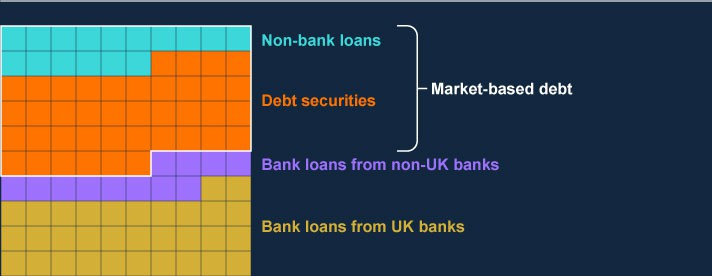 Non-bank loans
Debt securities
Market-based debt
Bank loans from non-UK banks
Bank loans from UK banks